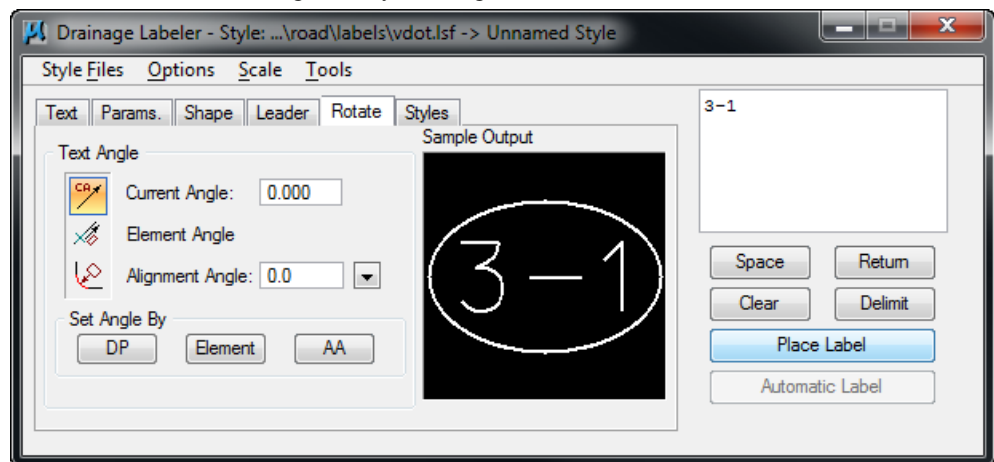 Drainage Labeler - Style: ...\road\labels\vdot.lsf -> Unnamed Style
Style Files Options Scale Tools
Text Params. Shape Leader Rotate Styles
Text Angle
CA
Current Angle: 0.000
Element Angle
Alignment Angle: 0.0
Set Angle By
DP Element AA
Sample Output
3-1
3-1
Space Return
Clear Delimit
Place Label
Automatic Label